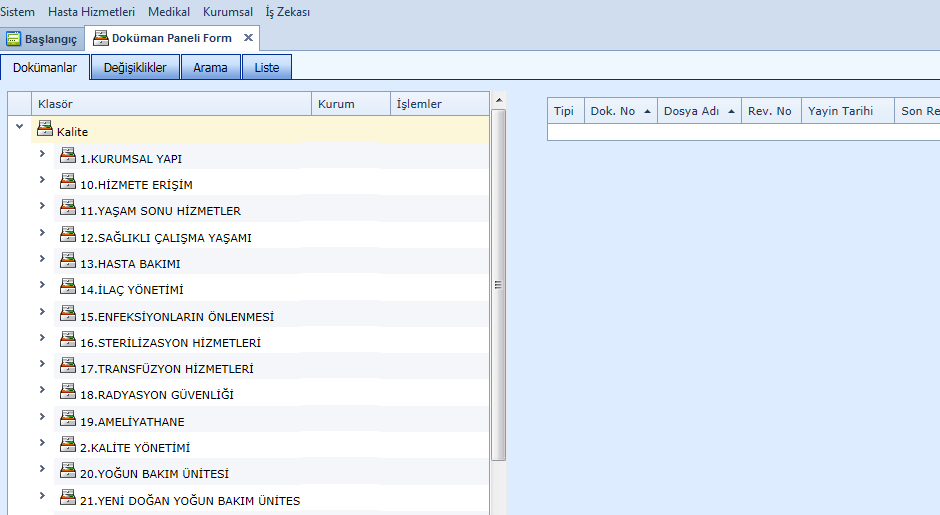 Sistem Hasta Hizmetleri Medikal Kurumsal İş Zekası
Başlangıç Doküman Paneli Form
Dokümanlar Değişiklikler Arama Liste
Klasör Kurum İşlemler
Tipi Dok. No Dosya Adı Rev. No Yayin Tarihi Son Re
Kalite
1.KURUMSAL YAPI
10.HİZMETE ERİŞİM
11.YAŞAM SONU HİZMETLER
12.SAĞLIKLI ÇALIŞMA YAŞAMI
13.HASTA BAKIMI
14.İLAÇ YÖNETİMİ
15.ENFEKSİYONLARIN ÖNLENMESİ
16.STERİLİZASYON HİZMETLERİ
17.TRANSFÜZYON HİZMETLERİ
18.RADYASYON GÜVENLİĞİ
19.AMELİYATHANE
2.KALİTE YÖNETİMİ
20.YOĞUN BAKIM ÜNİTESİ
21.YENİ DOĞAN YOĞUN BAKIM ÜNİTES